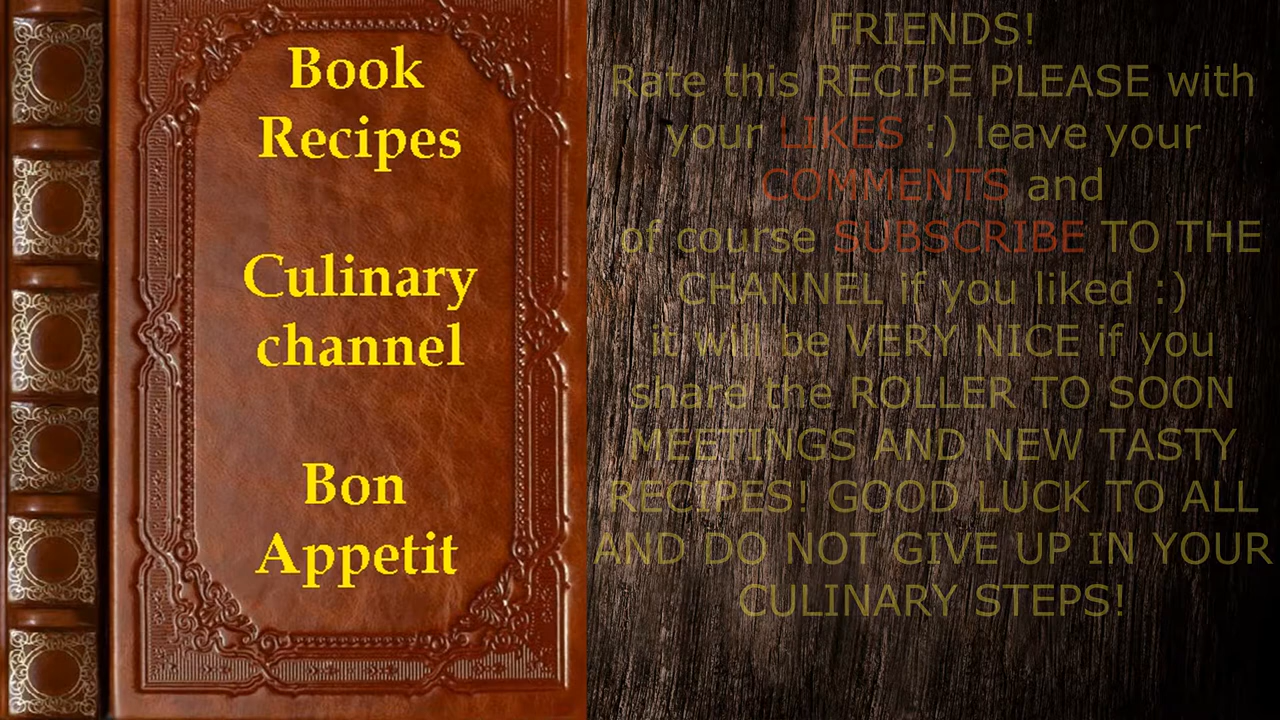 Book
Recipes
Culinary
channel
Bon
Appetit
FRIENDS!
Rate this RECIPE PLEASE with
your LIKES :) leave your
COMMENTS and
of course SUBSCRIBE TO THE
CHANNEL if you liked :)
it will be VERY NICE if you
share the ROLLER TO SOON
MEETINGS AND NEW TASTY
RECIPES! GOOD LUCK TO ALL
AND DO NOT GIVE UP IN YOUR
CULINARY STEPS!